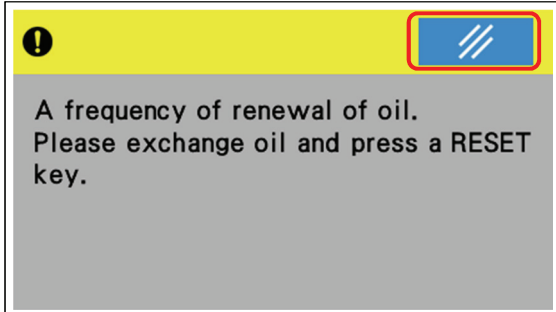 A frequency of renewal of oil.
Please exchange oil and press a RESET
key.